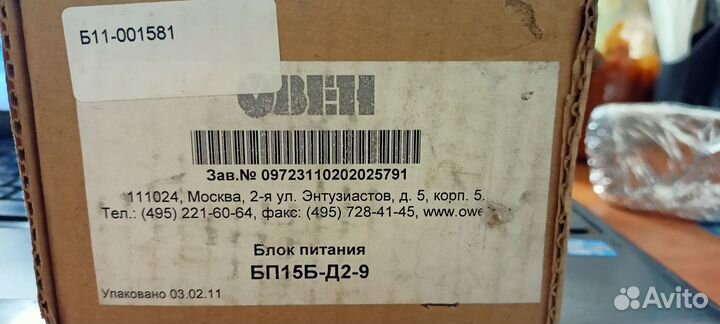 Б11-001581
ОВЕН
Зав.№ 09723110202025791
111024, Москва, 2-я ул. Энтузиастов, д. 5, корп. 5.
Тел.: (495) 221-60-64, факс: (495) 728-41-45, www.owe
Блок питания
БП15Б-Д2-9
Упаковано 03.02.11
Avito